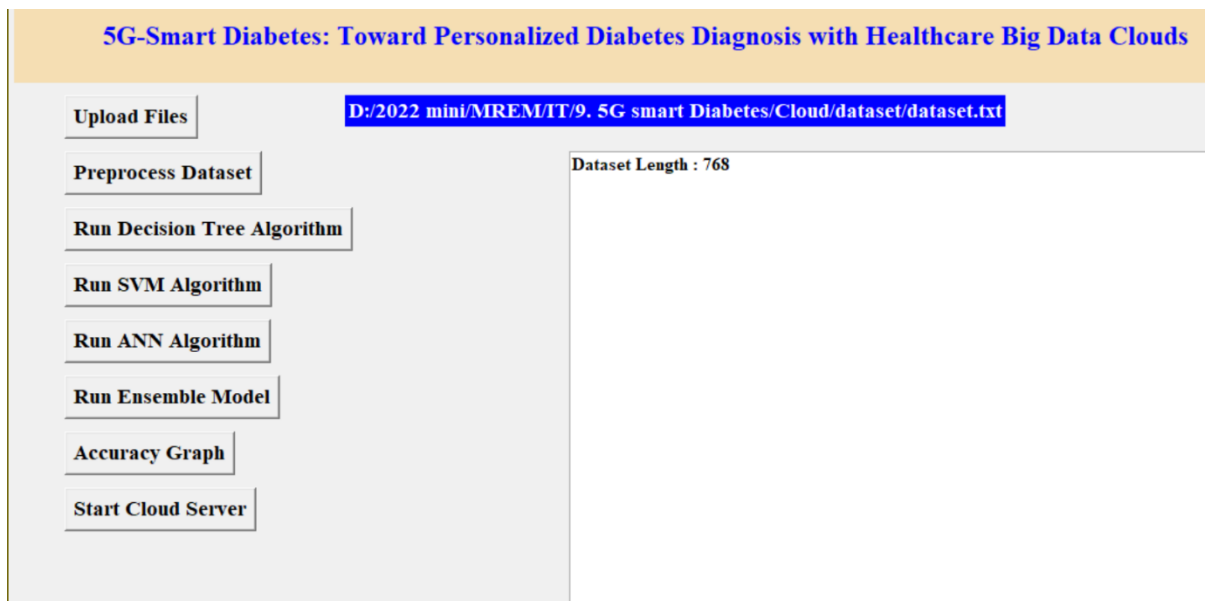 5G-Smart Diabetes: Toward Personalized Diabetes Diagnosis with Healthcare Big Data Clouds
Upload Files
D:/2022 mini/MREM/IT/9. 5G smart Diabetes/Cloud/dataset/dataset.txt
Preprocess Dataset
Dataset Length : 768
Run Decision Tree Algorithm
Run SVM Algorithm
Run ANN Algorithm
Run Ensemble Model
Accuracy Graph
Start Cloud Server